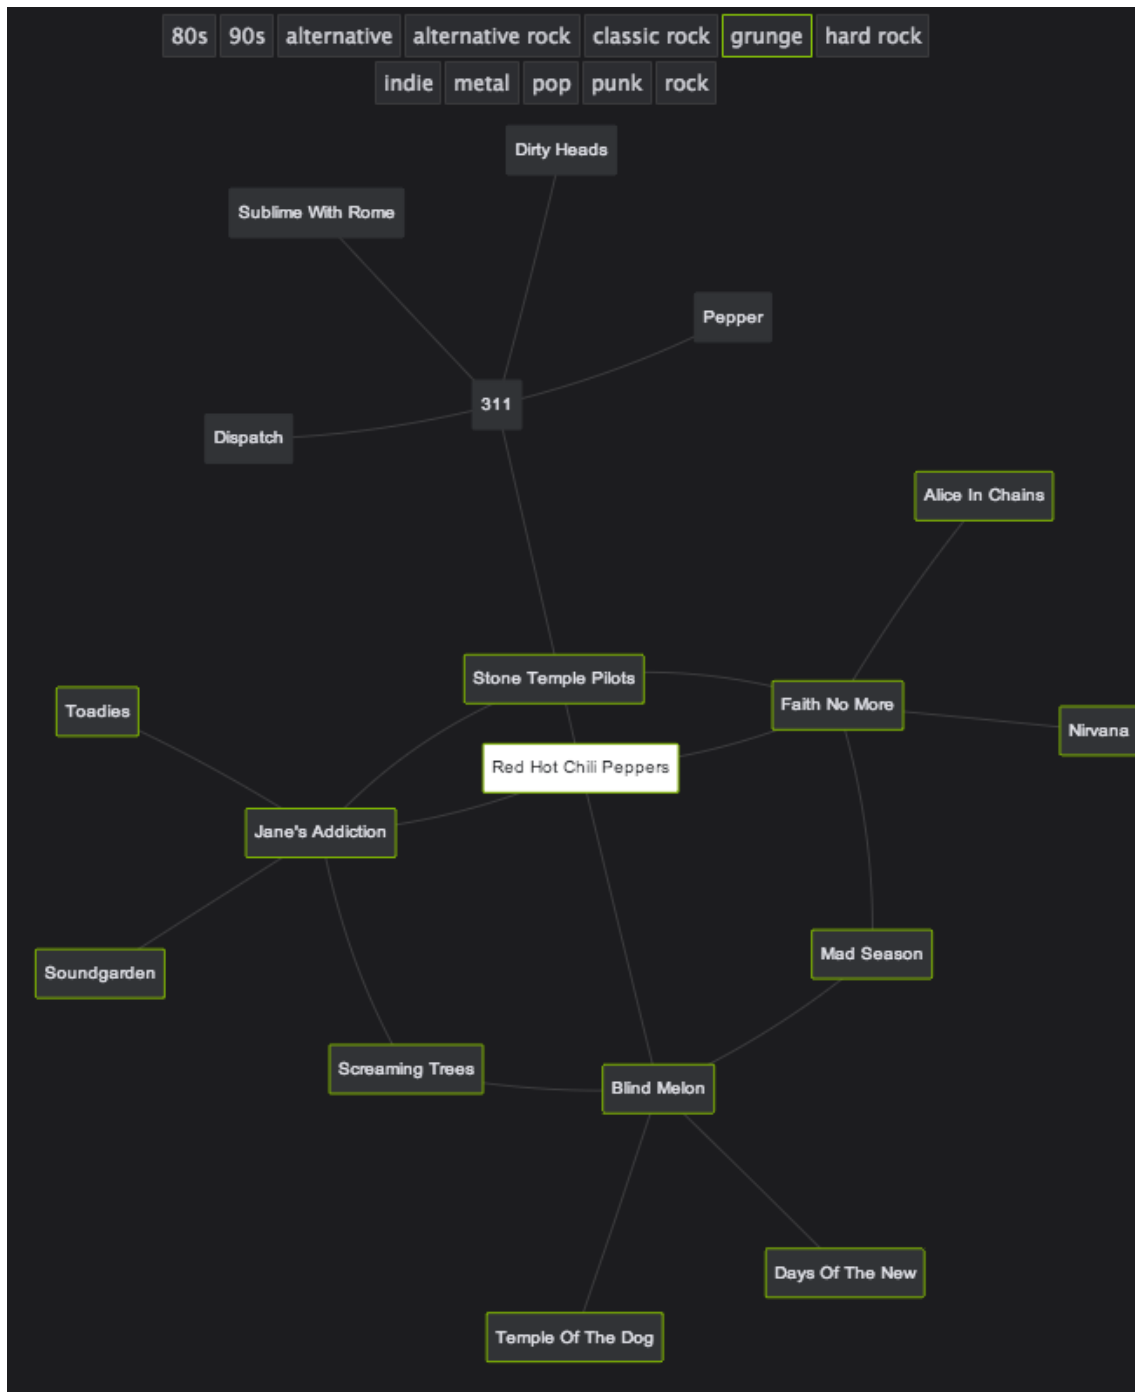 80s 90s alternative alternative rock classic rock grunge hard rock
indie metal pop punk rock
Dirty Heads
Sublime With Rome
Pepper
311
Dispatch
Alice In Chains
Stone Temple Pilots
Faith No More
Toadies
Nirvana
Red Hot Chili Peppers
Jane's Addiction
Mad Season
Soundgarden
Screaming Trees
Blind Melon
Days Of The New
Temple Of The Dog